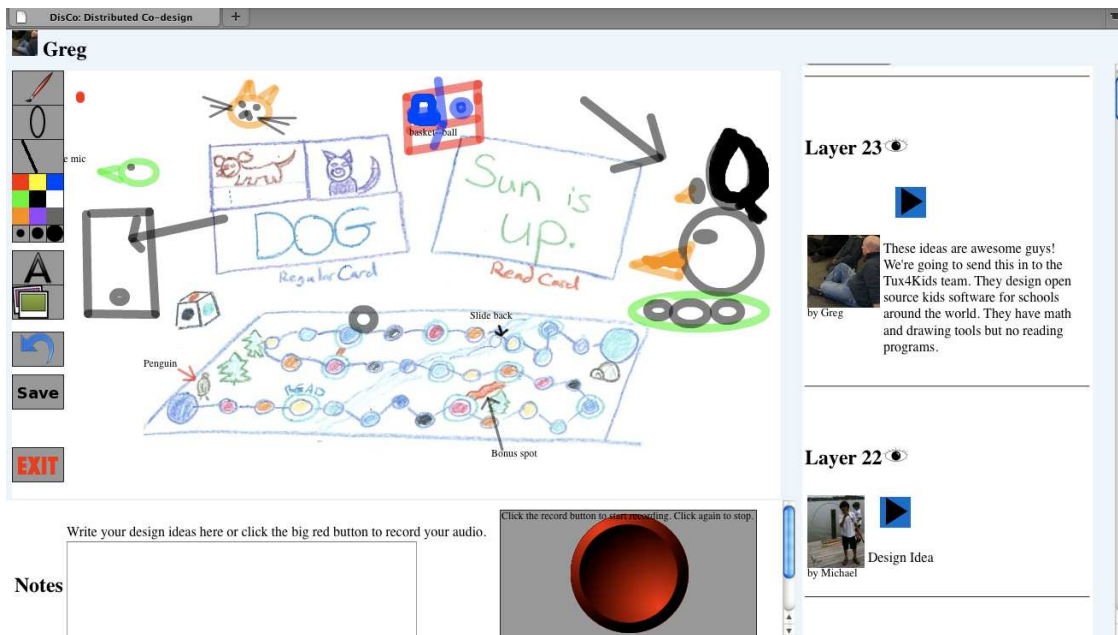 DisCo: Distributed Co-design
Greg
e mic
A
Save
EXIT
basket--ball
DOG
Regular Card
Sun is
up.
Read Card
Q
Slide back
Penguin
READ
Bonus spot
Layer 23
These ideas are awesome guys!
We're going to send this in to the
Tux4Kids team. They design open
source kids software for schools
around the world. They have math
and drawing tools but no reading
programs.
by Greg
Layer 22
Design Idea
by Michael
Write your design ideas here or click the big red button to record your audio.
Notes
Click the record button to start recording. Click again to stop.